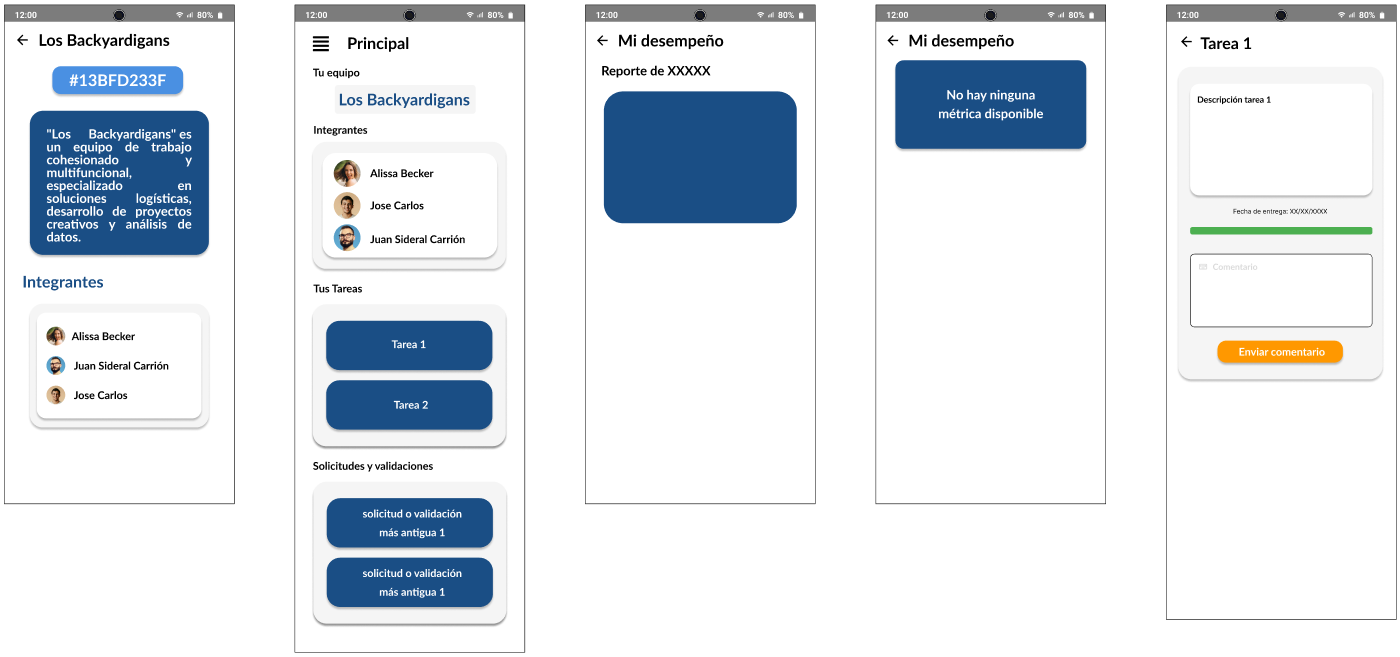 12:00
80%
Los Backyardigans
#13BFD233F
"Los Backyardigans" es
un equipo de trabajo
cohesionado y
multifuncional,
especializado en
soluciones logísticas,
desarrollo de proyectos
creativos y análisis de
datos.
Integrantes
Alissa Becker
Juan Sideral Carrión
Jose Carlos
12:00
80%
Principal
Tu equipo
Los Backyardigans
Integrantes
Alissa Becker
Jose Carlos
Juan Sideral Carrión
Tus Tareas
Tarea 1
Tarea 2
Solicitudes y validaciones
solicitud o validación
más antigua 1
solicitud o validación
más antigua 1
12:00
80%
Mi desempeño
Reporte de XXXXX
12:00
80%
Mi desempeño
No hay ninguna
métrica disponible
12:00
80%
Tarea 1
Descripción tarea 1
Fecha de entrega: XX/XX/XXXX
Comentario
Enviar comentario